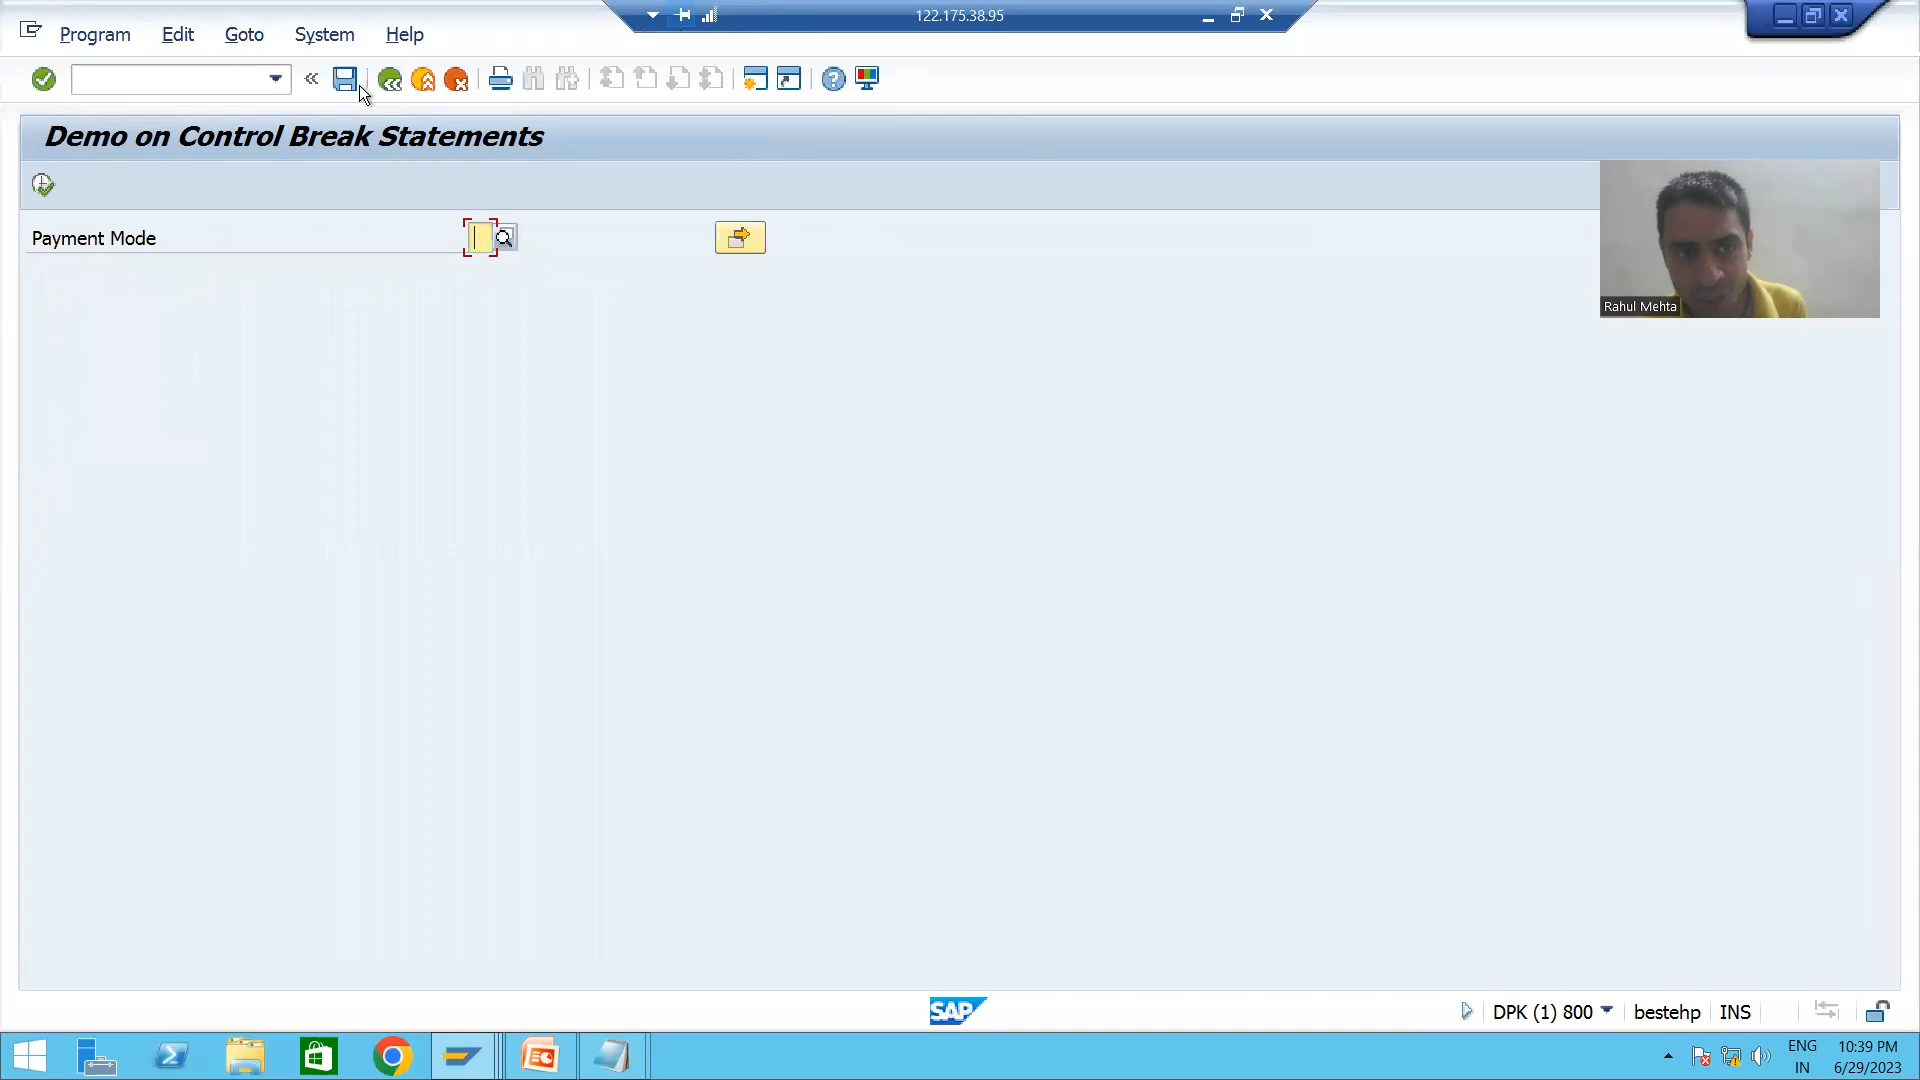 122.175.38.95
Program Edit Goto System Help
Demo on Control Break Statements
Payment Mode
Rahul Mehta
SAP
DPK (1) 800 bestehp INS
ENG 10:39 PM
IN 6/29/2023